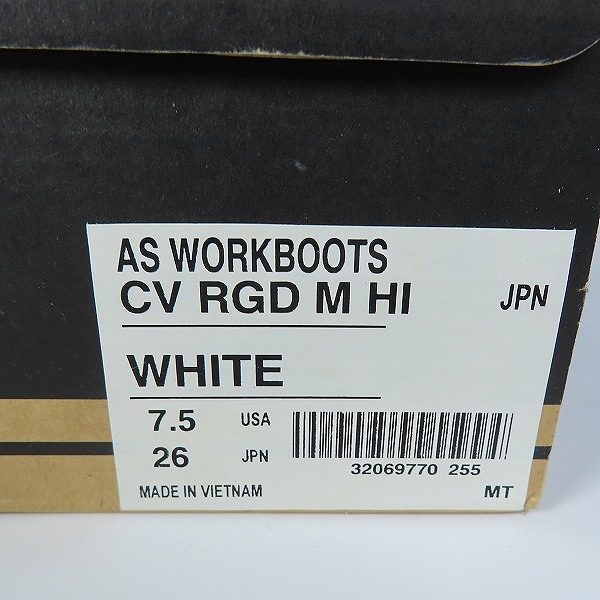 AS WORKBOOTS
CV RGD M HI JPN
WHITE
7.5 USA
26 JPN
32069770 255
MADE IN VIETNAM MT